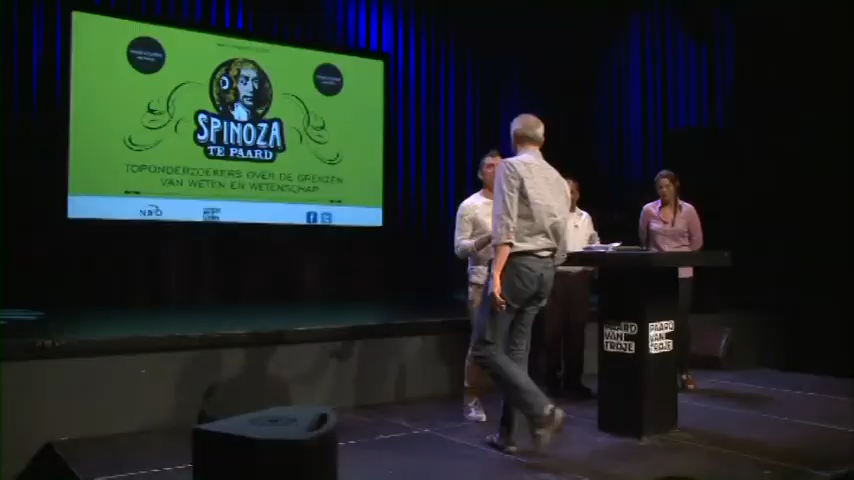 SPINOZA
TE PAARD
TOPONDERZOEKERS OVER DE GRENZEN
VAN WETEN EN WETENSCHAP
PAARD
VAN
TROJE
PAARD
VAN
TROJE